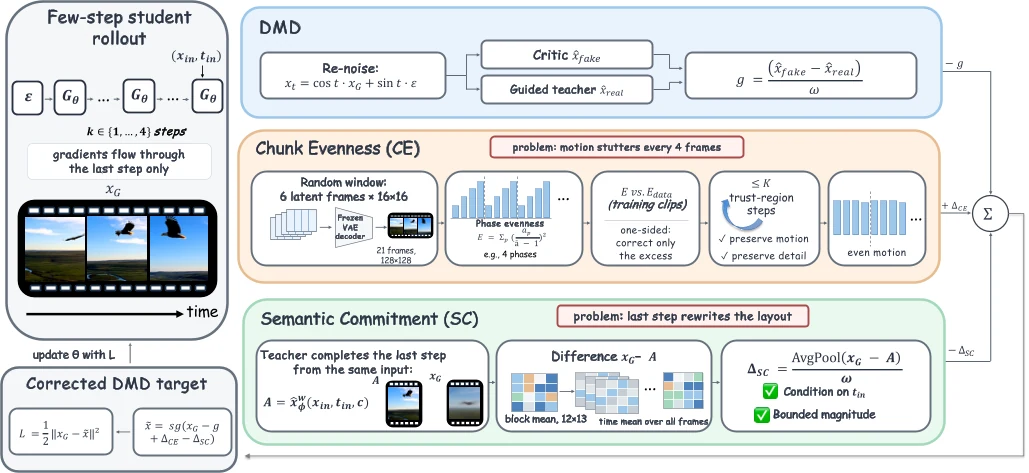 Few-step student
rollout
(x_in, t_in)
ε G_θ ... G_θ ... G_θ
k ∈ {1, ..., 4} steps
gradients flow through
the last step only
x_G
time
update θ with L
Corrected DMD target
L = 1/2 ‖x_G − x̃‖²
x̃ = sg(x_G − g
+ Δ_CE − Δ_SC)
DMD
Re-noise:
x_t = cos t · x_G + sin t · ε
Critic x̂_fake
Guided teacher x̂_real
g = (x̂_fake − x̂_real) / ω
− g
Chunk Evenness (CE)
problem: motion stutters every 4 frames
Random window:
6 latent frames × 16×16
Frozen
VAE
decoder
21 frames,
128×128
...
Phase evenness
E = Σ_p (a_p / a − 1)²
e.g., 4 phases
E vs. E_data
(training clips)
one-sided:
correct only
the excess
≤ K
trust-region
steps
✓ preserve motion
✓ preserve detail
...
even motion
+ Δ_CE
Σ
Semantic Commitment (SC)
problem: last step rewrites the layout
Teacher completes the last step
from the same input:
A x_G
A = x̂_ϕ^w(x_in, t_in, c)
Difference x_G − A
...
block mean, 12×13
time mean over all frames
Δ_SC = AvgPool(x_G − A) / ω
✅ Condition on t_in
✅ Bounded magnitude
− Δ_SC